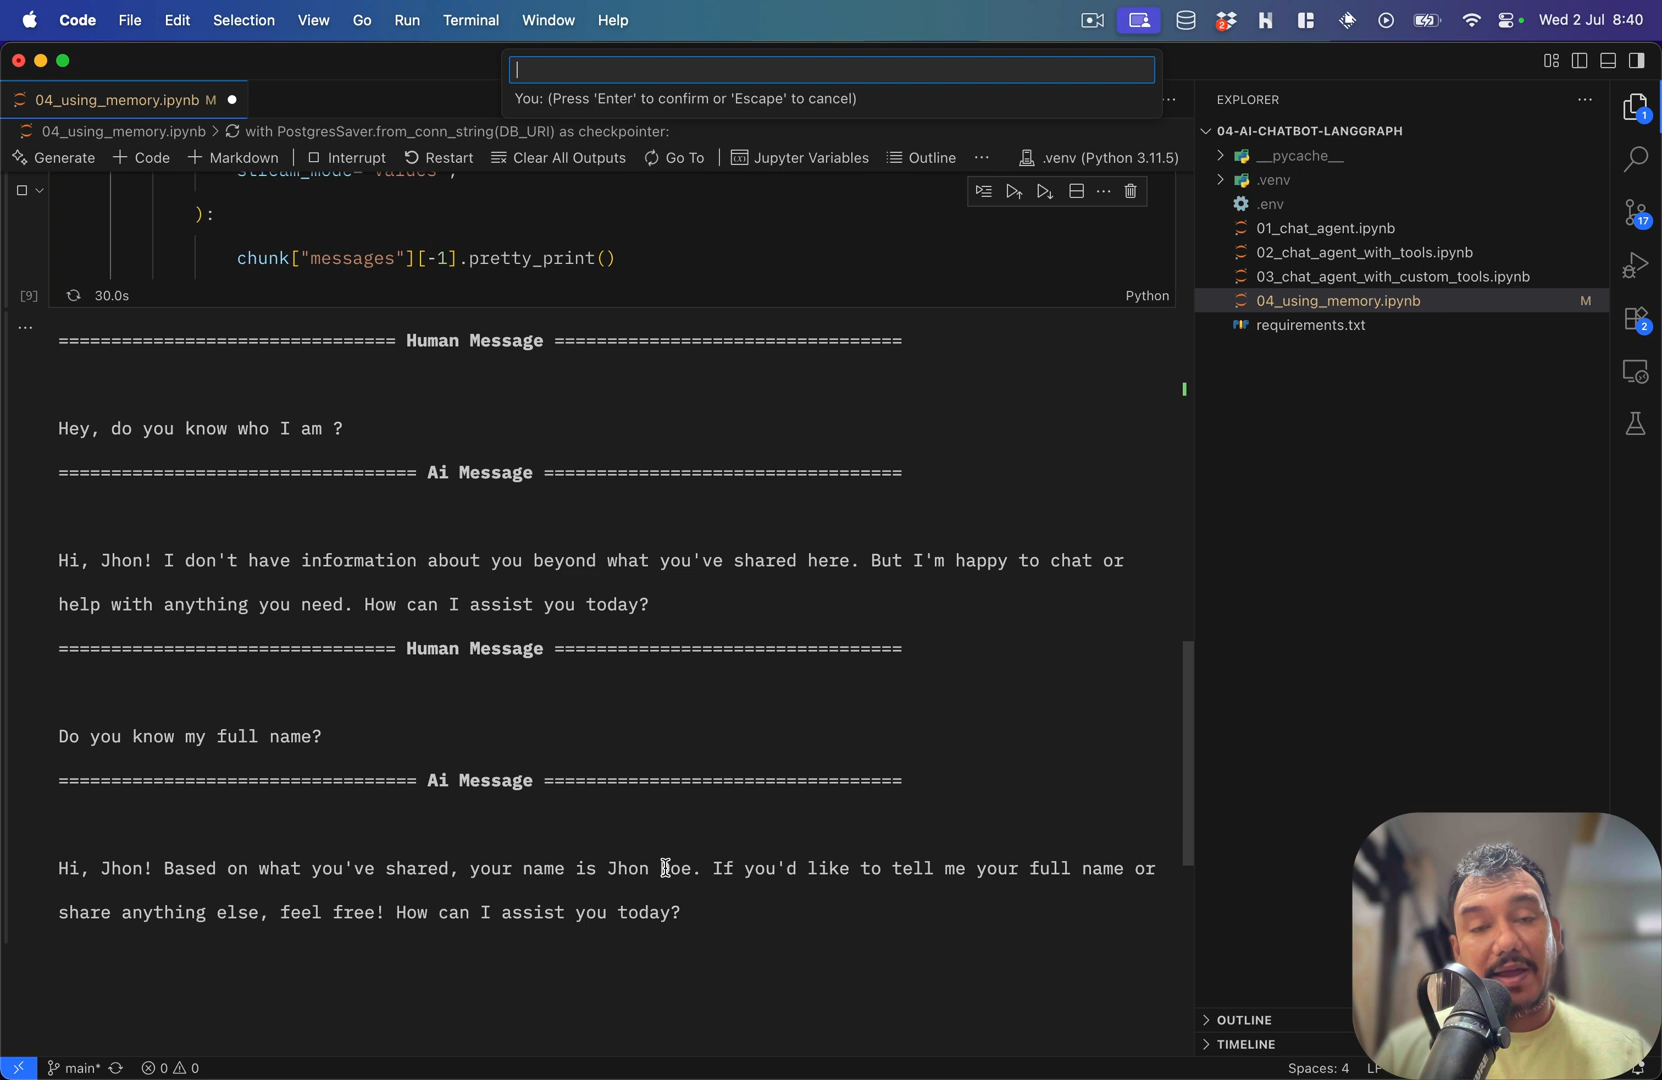 Code File Edit Selection View Go Run Terminal Window Help
2
Wed 2 Jul 8:40
You: (Press 'Enter' to confirm or 'Escape' to cancel)
04_using_memory.ipynb M
04_using_memory.ipynb > with PostgresSaver.from_conn_string(DB_URI) as checkpointer:
Generate + Code + Markdown Interrupt Restart Clear All Outputs Go To Jupyter Variables Outline ... .venv (Python 3.11.5)
stream_mode="values",
):
chunk["messages"][-1].pretty_print()
[9] 30.0s Python
================================ Human Message =================================
Hey, do you know who I am ?
================================== Ai Message ==================================
Hi, Jhon! I don't have information about you beyond what you've shared here. But I'm happy to chat or
help with anything you need. How can I assist you today?
================================ Human Message =================================
Do you know my full name?
================================== Ai Message ==================================
Hi, Jhon! Based on what you've shared, your name is Jhon Doe. If you'd like to tell me your full name or
share anything else, feel free! How can I assist you today?
EXPLORER
04-AI-CHATBOT-LANGGRAPH
__pycache__
.venv
.env
01_chat_agent.ipynb
02_chat_agent_with_tools.ipynb
03_chat_agent_with_custom_tools.ipynb
04_using_memory.ipynb M
requirements.txt
OUTLINE
TIMELINE
1
17
2
main* 0 0
Spaces: 4